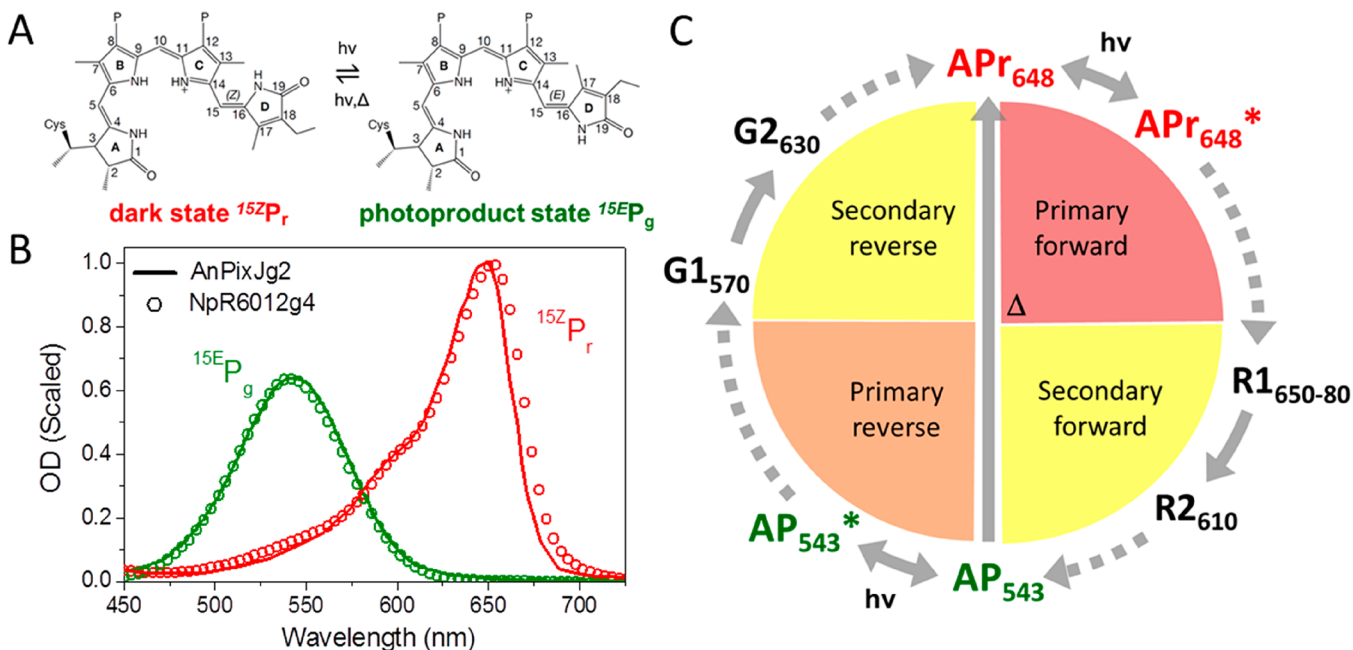 A
P
P
8
9
10
11
12
13
B
C
7
NH
NH
+
14
H
N
19
O
6
5
(Z)
15
D
16
18
17
Cys
4
3
NH
A
1
2
O
dark state 15ZPr
hν
⇌
hν,Δ
P
P
8
9
10
11
12
13
B
C
7
NH
NH
+
14
17
6
5
(E)
15
16
D
18
N
H
19
O
Cys
4
3
NH
A
1
2
O
photoproduct state 15EPg
B
AnPixJg2
NpR6012g4
15EPg
15ZPr
OD (Scaled)
1.0
0.8
0.6
0.4
0.2
0.0
450
500
550
600
650
700
Wavelength (nm)
C
APr648
hν
APr648*
G2630
G1570
Secondary
reverse
Primary
forward
Δ
R1650-80
Primary
reverse
Secondary
forward
R2610
AP543*
hν
AP543